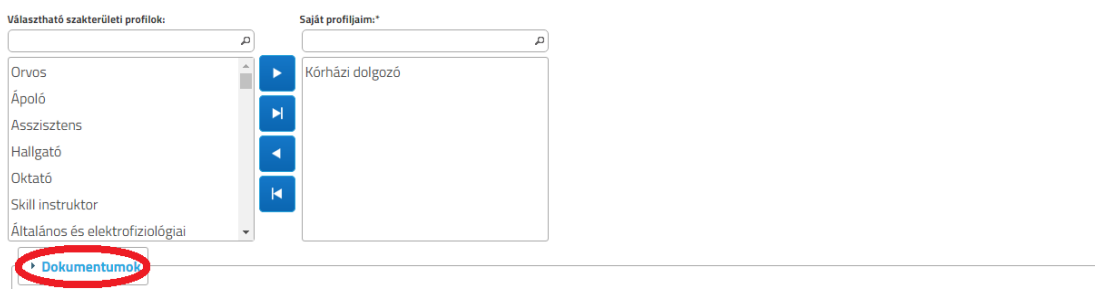 Választható szakterületi profilok:
Saját profiljaim:*
Orvos
Ápoló
Asszisztens
Hallgató
Oktató
Skill instruktor
Általános és elektrofiziológiai
Kórházi dolgozó
Dokumentumok